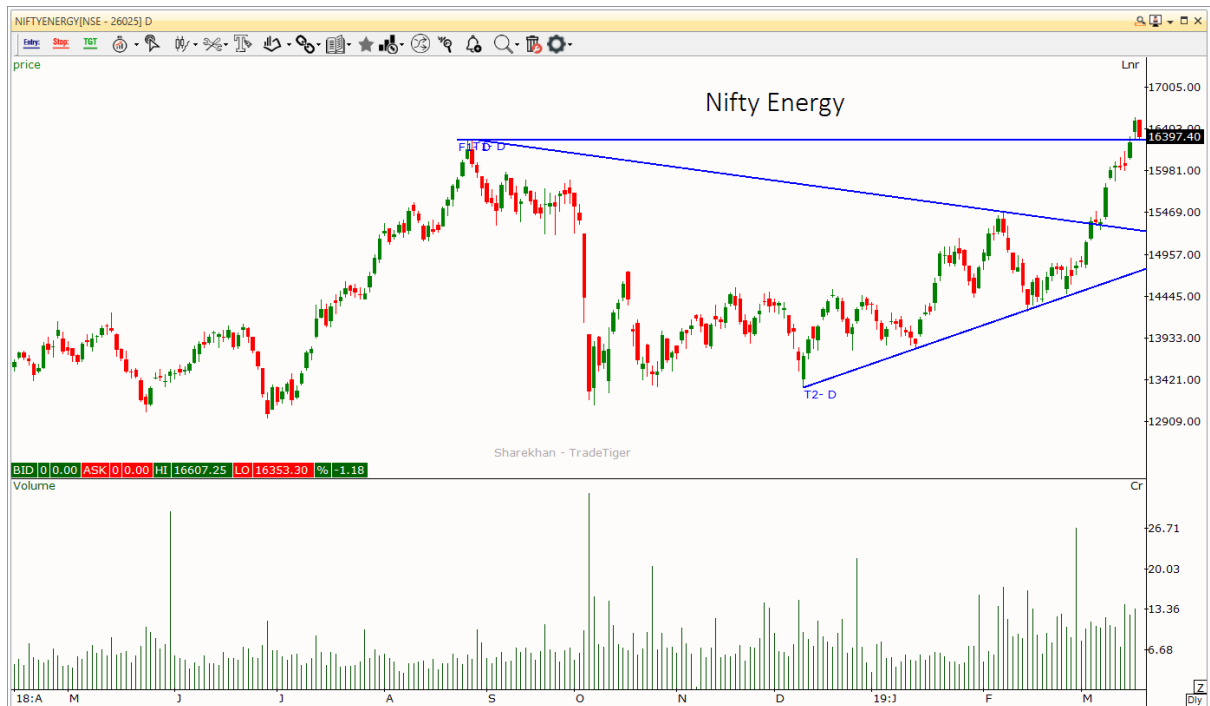 NIFTYENERGY[NSE - 26025] D
Entry: Stop: TGT
price
Lnr
Nifty Energy
17005.00
16397.40
15981.00
15469.00
14957.00
14445.00
13933.00
13421.00
12909.00
T2- D
Sharekhan - TradeTiger
BID 0 0.00 ASK 0 0.00 HI 16607.25 LO 16353.30 % -1.18
Volume
Cr
26.71
20.03
13.36
6.68
18:A M J J A S O N D 19:J F M
Z
Dly